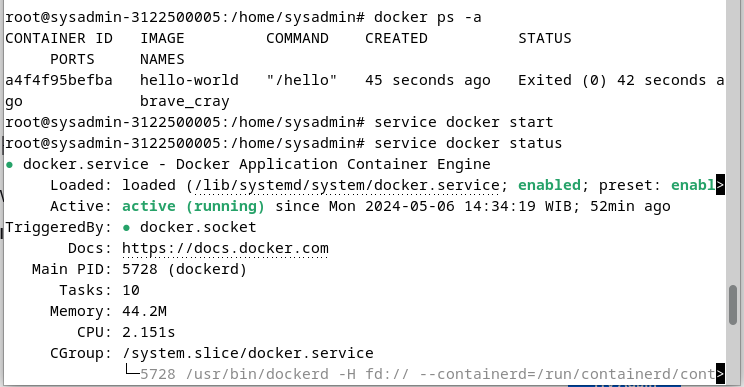 root@sysadmin-3122500005:/home/sysadmin# docker ps -a
CONTAINER ID   IMAGE         COMMAND    CREATED          STATUS
     PORTS     NAMES
a4f4f95befba   hello-world   "/hello"   45 seconds ago   Exited (0) 42 seconds a
go             brave_cray
root@sysadmin-3122500005:/home/sysadmin# service docker start
root@sysadmin-3122500005:/home/sysadmin# service docker status
● docker.service - Docker Application Container Engine
     Loaded: loaded (/lib/systemd/system/docker.service; enabled; preset: enabl>
     Active: active (running) since Mon 2024-05-06 14:34:19 WIB; 52min ago
TriggeredBy: ● docker.socket
       Docs: https://docs.docker.com
   Main PID: 5728 (dockerd)
      Tasks: 10
     Memory: 44.2M
        CPU: 2.151s
     CGroup: /system.slice/docker.service
             └─5728 /usr/bin/dockerd -H fd:// --containerd=/run/containerd/cont>